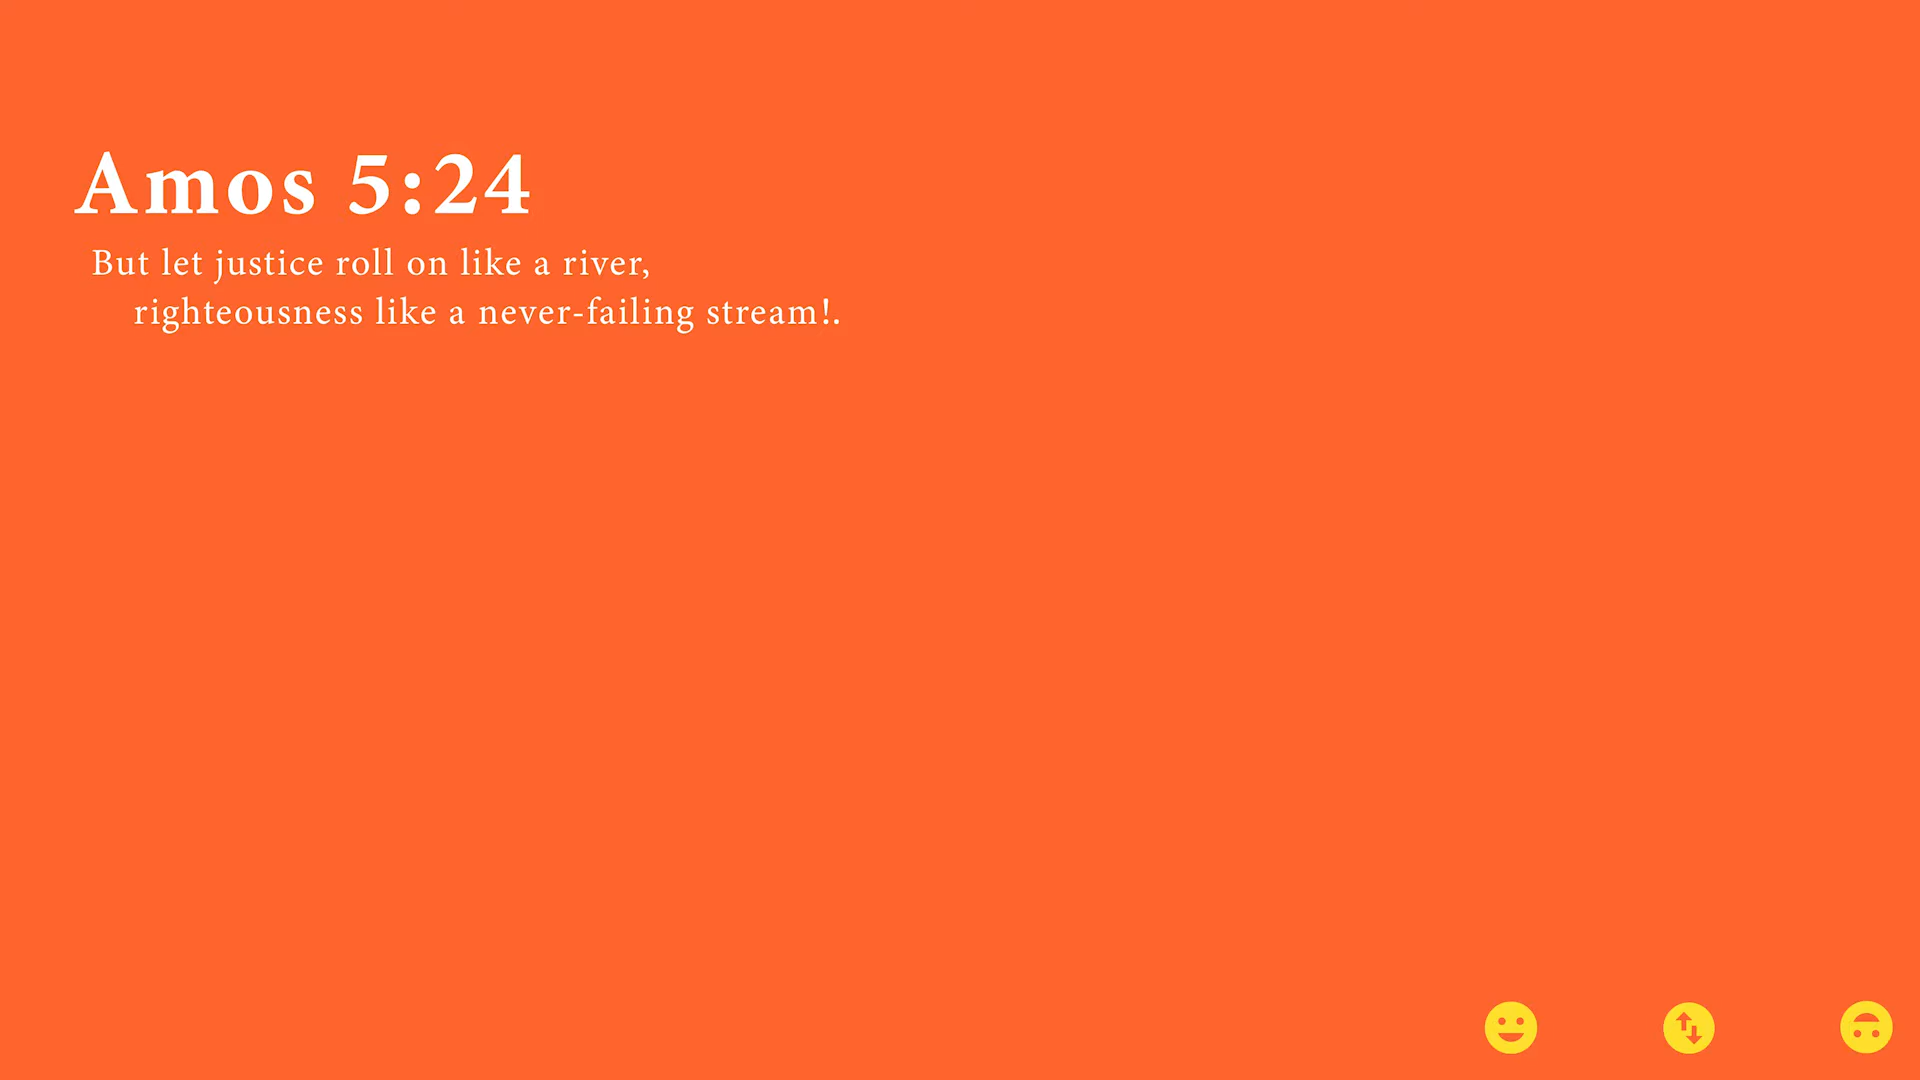 Amos 5:24
But let justice roll on like a river,
righteousness like a never-failing stream!.